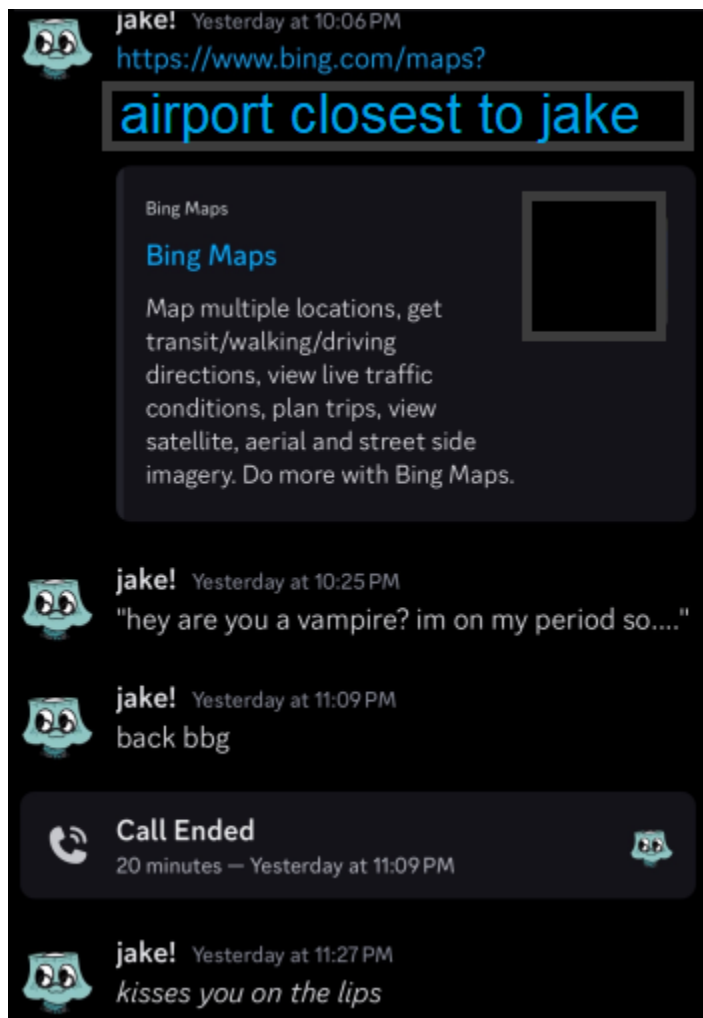 jake! Yesterday at 10:06 PM
https://www.bing.com/maps?
airport closest to jake
Bing Maps
Bing Maps
Map multiple locations, get
transit/walking/driving
directions, view live traffic
conditions, plan trips, view
satellite, aerial and street side
imagery. Do more with Bing Maps.
jake! Yesterday at 10:25 PM
"hey are you a vampire? im on my period so...."
jake! Yesterday at 11:09 PM
back bbg
Call Ended
20 minutes — Yesterday at 11:09 PM
jake! Yesterday at 11:27 PM
kisses you on the lips